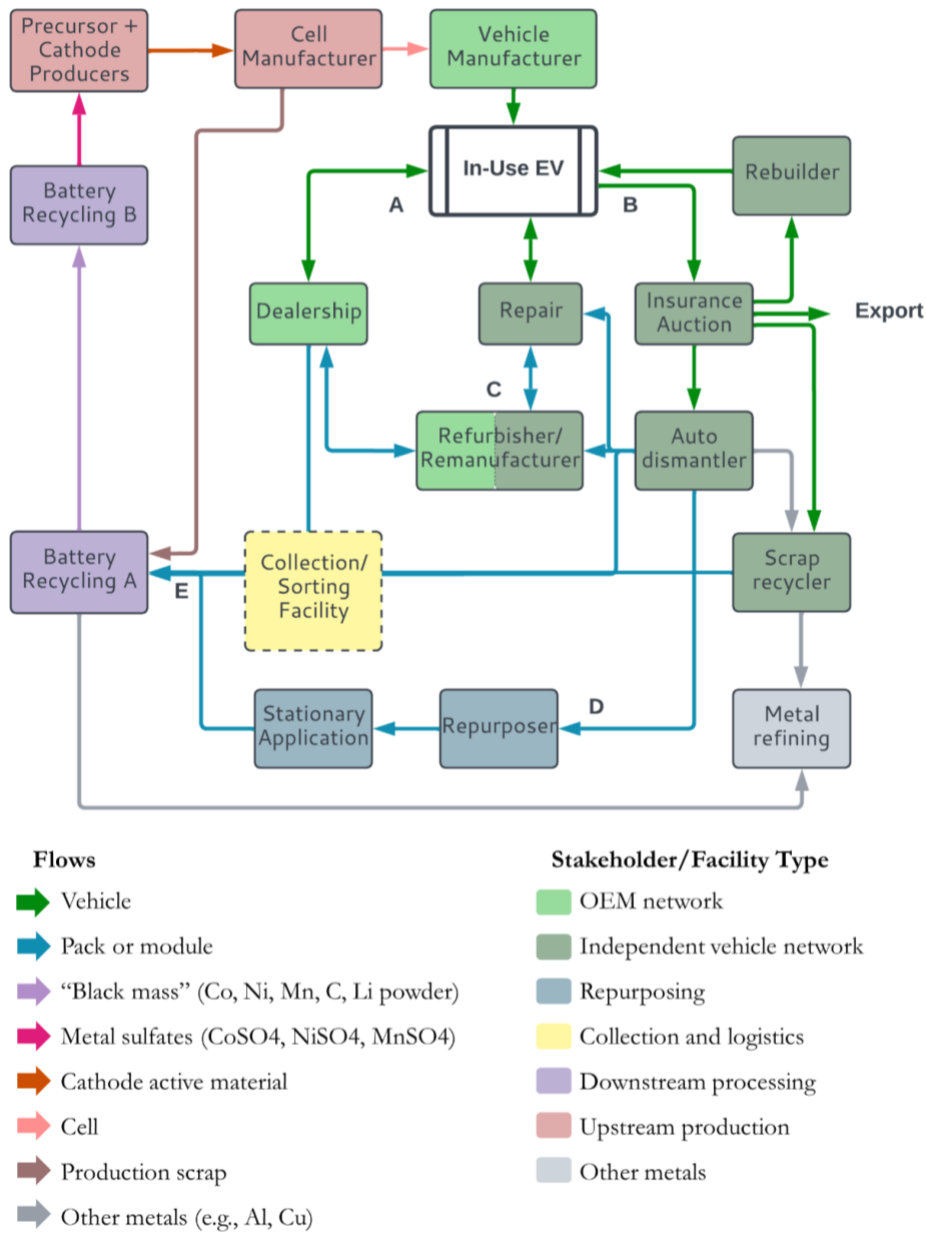 Precursor +
Cathode
Producers
Cell
Manufacturer
Vehicle
Manufacturer
In-Use EV
Rebuilder
Battery
Recycling B
A
B
Dealership
Repair
Insurance
Auction
Export
C
Refurbisher/
Remanufacturer
Auto
dismantler
Battery
Recycling A
E
Collection/
Sorting
Facility
Scrap
recycler
Stationary
Application
Repurposer
D
Metal
refining
Flows
Vehicle
Pack or module
“Black mass” (Co, Ni, Mn, C, Li powder)
Metal sulfates (CoSO4, NiSO4, MnSO4)
Cathode active material
Cell
Production scrap
Other metals (e.g., Al, Cu)
Stakeholder/Facility Type
OEM network
Independent vehicle network
Repurposing
Collection and logistics
Downstream processing
Upstream production
Other metals